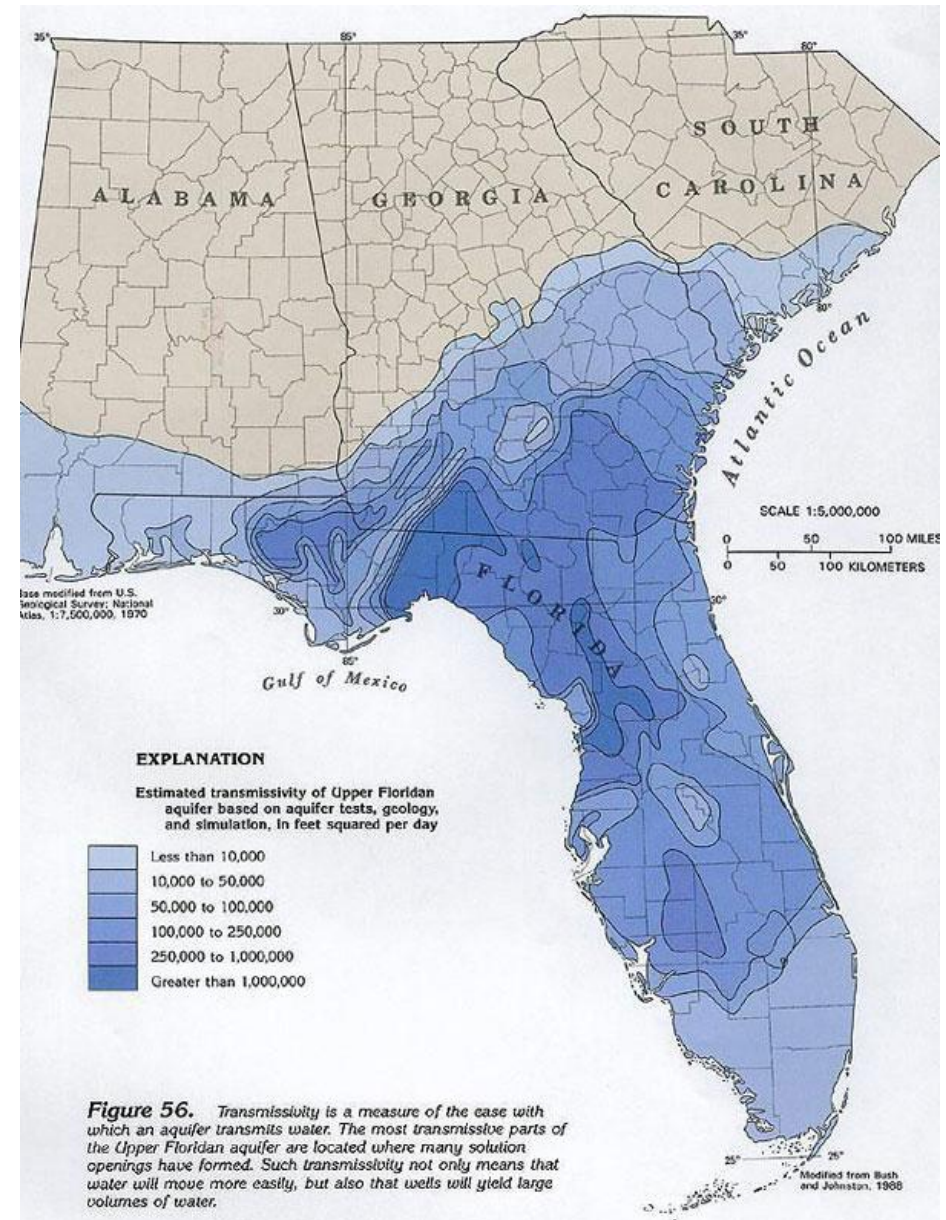 35°
85°
35°
80°
SOUTH
CAROLINA
ALABAMA
GEORGIA
80°
Atlantic Ocean
SCALE 1:5,000,000
0 50 100 MILES
0 50 100 KILOMETERS
Base modified from U.S.
Geological Survey; National
Atlas, 1:7,500,000, 1970
30°
30°
85°
Gulf of Mexico
FLORIDA
EXPLANATION
Estimated transmissivity of Upper Floridan
aquifer based on aquifer tests, geology,
and simulation, in feet squared per day
Less than 10,000
10,000 to 50,000
50,000 to 100,000
100,000 to 250,000
250,000 to 1,000,000
Greater than 1,000,000
Figure 56. Transmissivity is a measure of the ease with
which an aquifer transmits water. The most transmissive parts of
the Upper Floridan aquifer are located where many solution
openings have formed. Such transmissivity not only means that
water will move more easily, but also that wells will yield large
volumes of water.
25°
25°
Modified from Bush
and Johnston, 1988